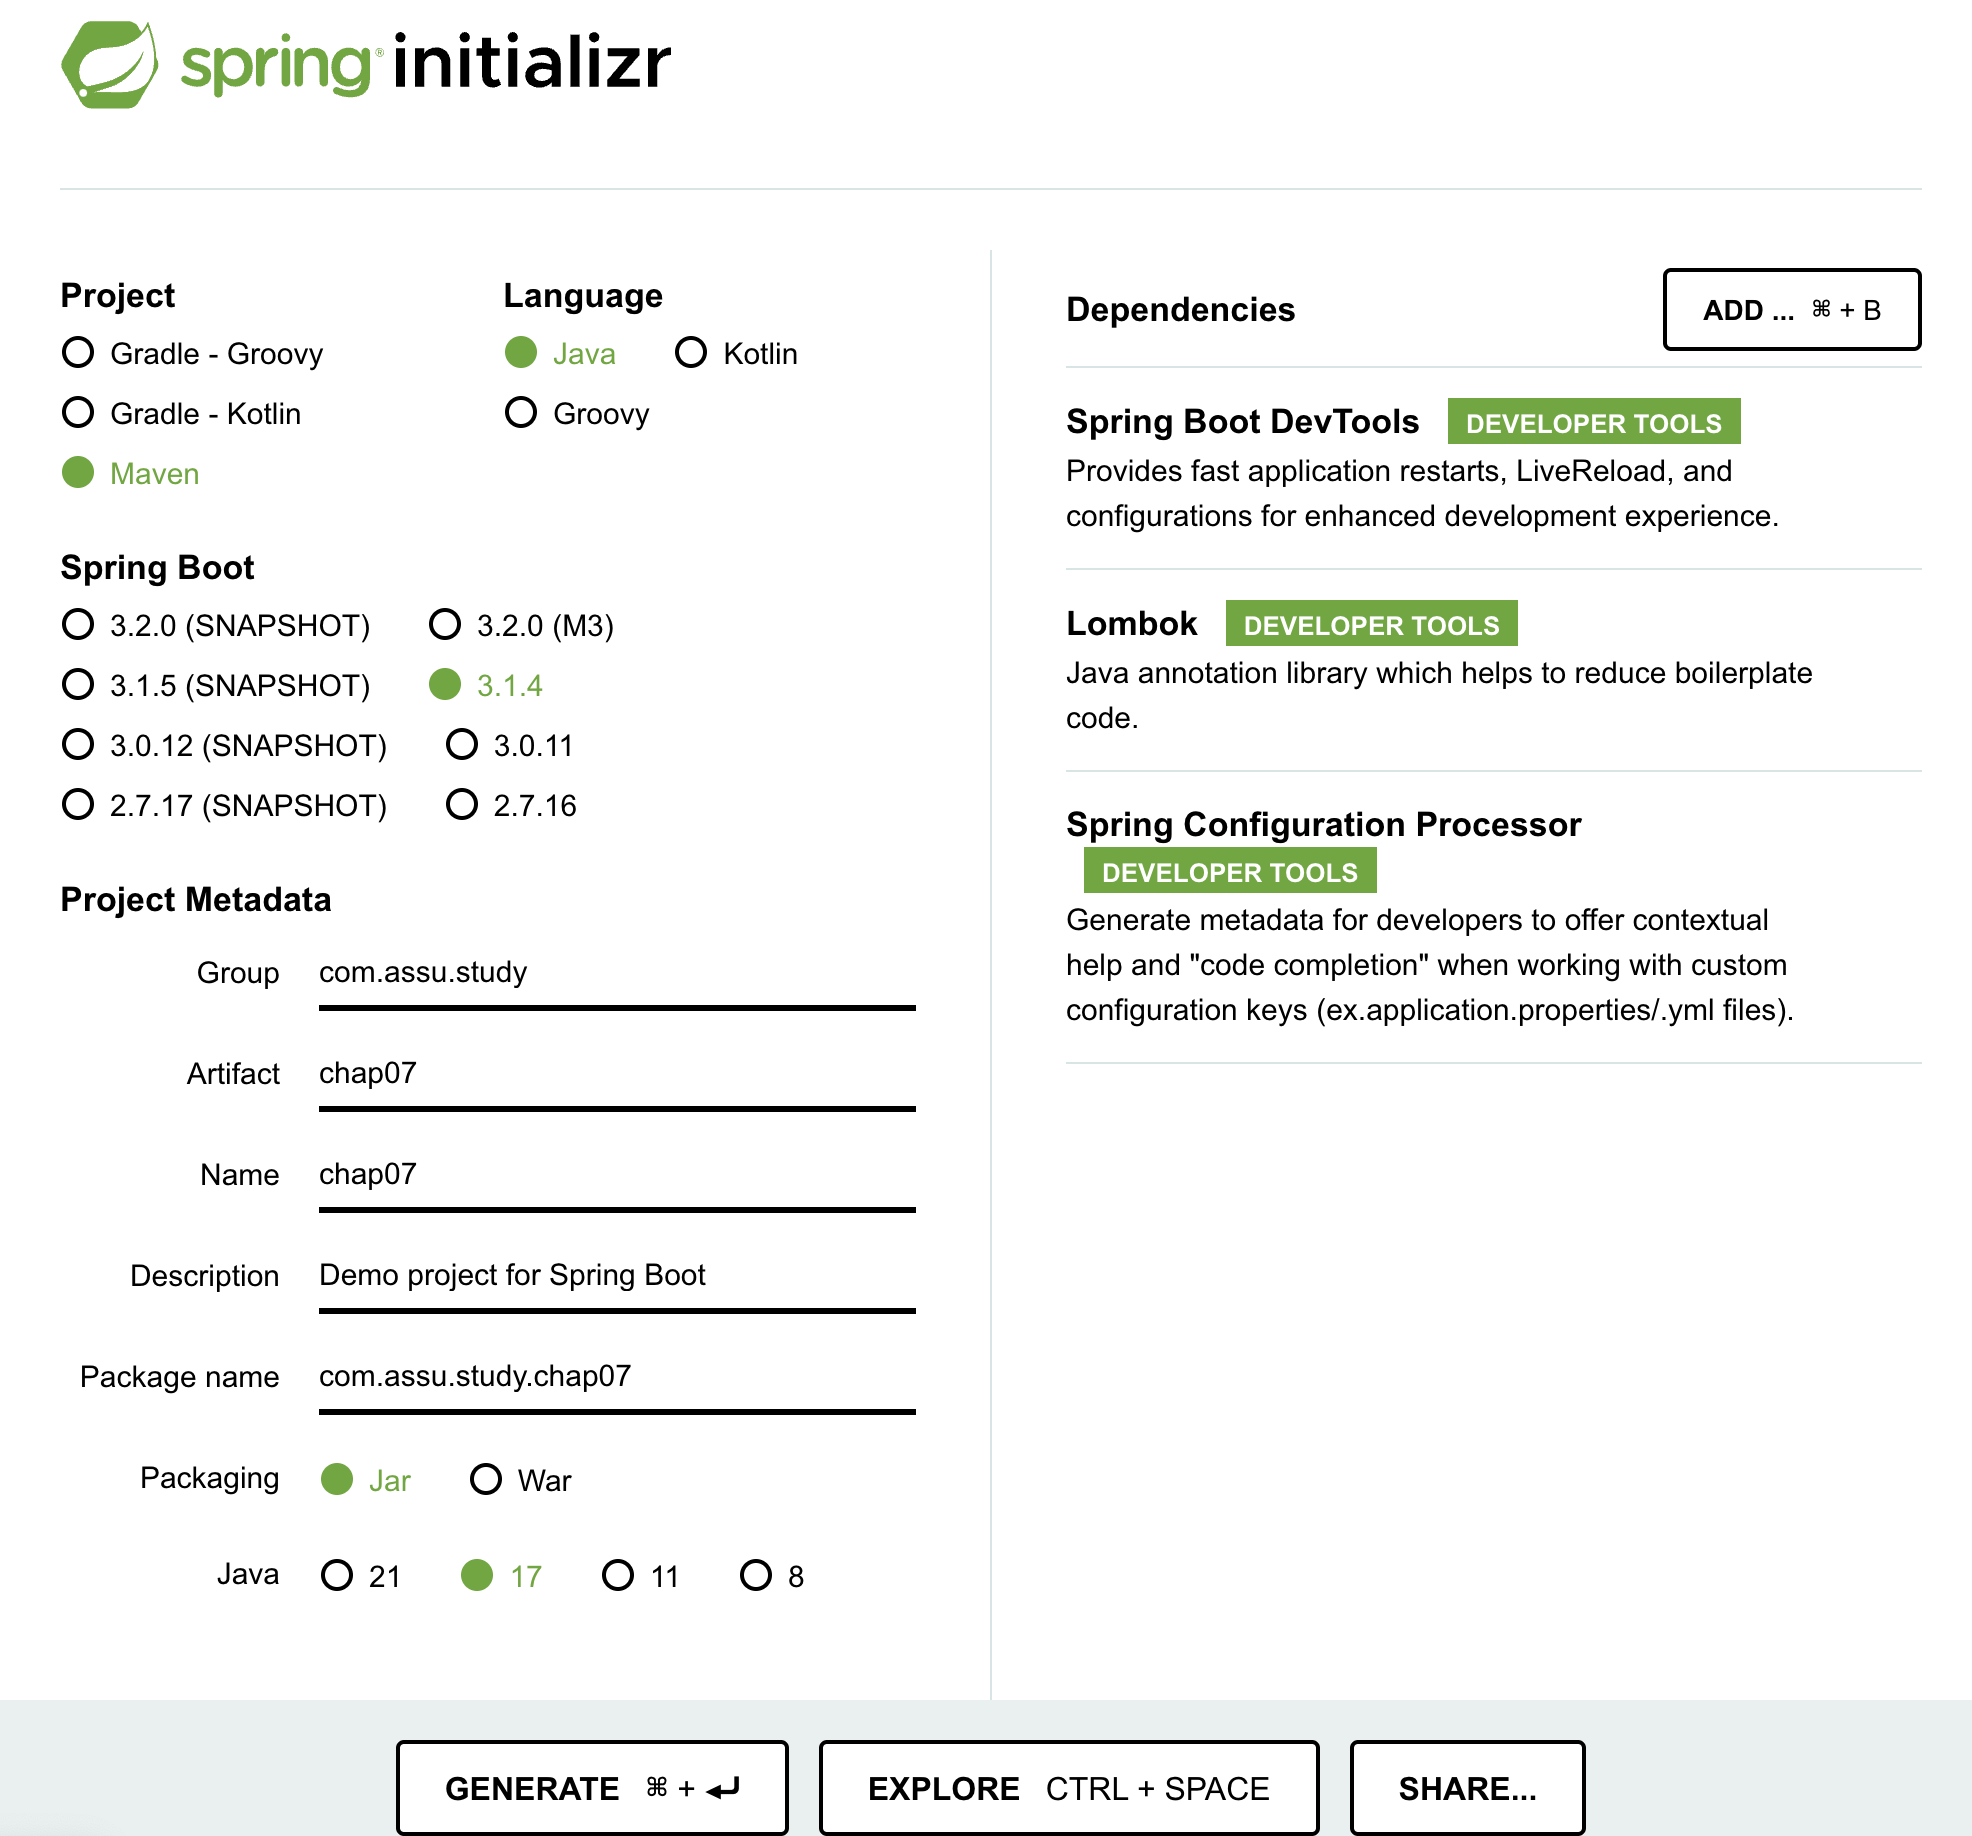 spring initializr
Project
Gradle - Groovy
Gradle - Kotlin
Maven
Language
Java Kotlin
Groovy
Spring Boot
3.2.0 (SNAPSHOT) 3.2.0 (M3)
3.1.5 (SNAPSHOT) 3.1.4
3.0.12 (SNAPSHOT) 3.0.11
2.7.17 (SNAPSHOT) 2.7.16
Project Metadata
Group com.assu.study
Artifact chap07
Name chap07
Description Demo project for Spring Boot
Package name com.assu.study.chap07
Packaging Jar War
Java 21 17 11 8
Dependencies ADD ... ⌘ + B
Spring Boot DevTools DEVELOPER TOOLS
Provides fast application restarts, LiveReload, and
configurations for enhanced development experience.
Lombok DEVELOPER TOOLS
Java annotation library which helps to reduce boilerplate
code.
Spring Configuration Processor
DEVELOPER TOOLS
Generate metadata for developers to offer contextual
help and "code completion" when working with custom
configuration keys (ex.application.properties/.yml files).
GENERATE ⌘ + ⏎ EXPLORE CTRL + SPACE SHARE...